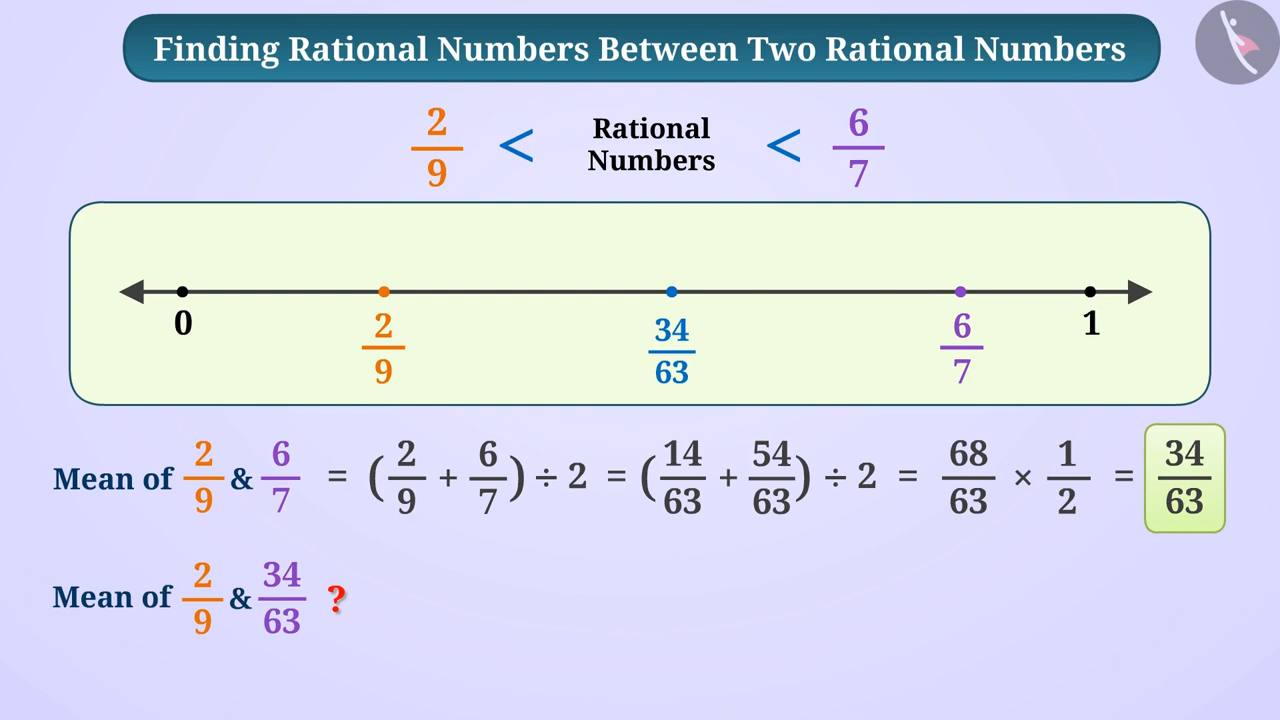 Finding Rational Numbers Between Two Rational Numbers
2/9 < Rational Numbers < 6/7
0 2/9 34/63 6/7 1
Mean of 2/9 & 6/7 = (2/9 + 6/7) ÷ 2 = (14/63 + 54/63) ÷ 2 = 68/63 × 1/2 = 34/63
Mean of 2/9 & 34/63 ?